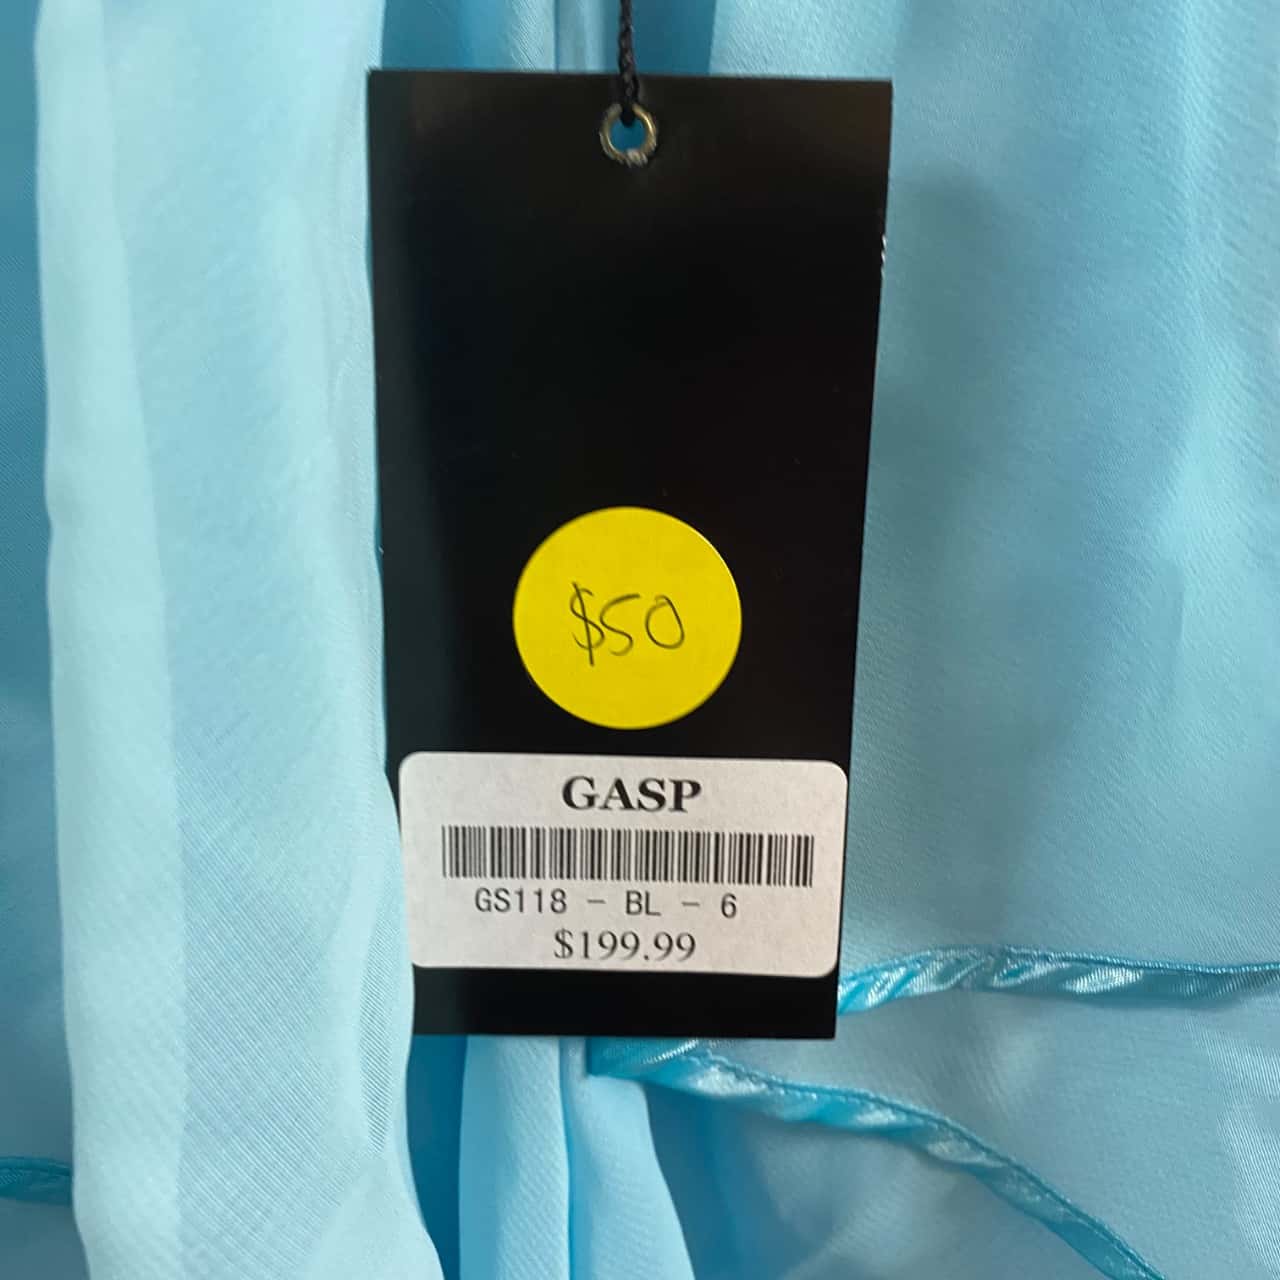 $50
GASP
GS118 - BL - 6
$199.99